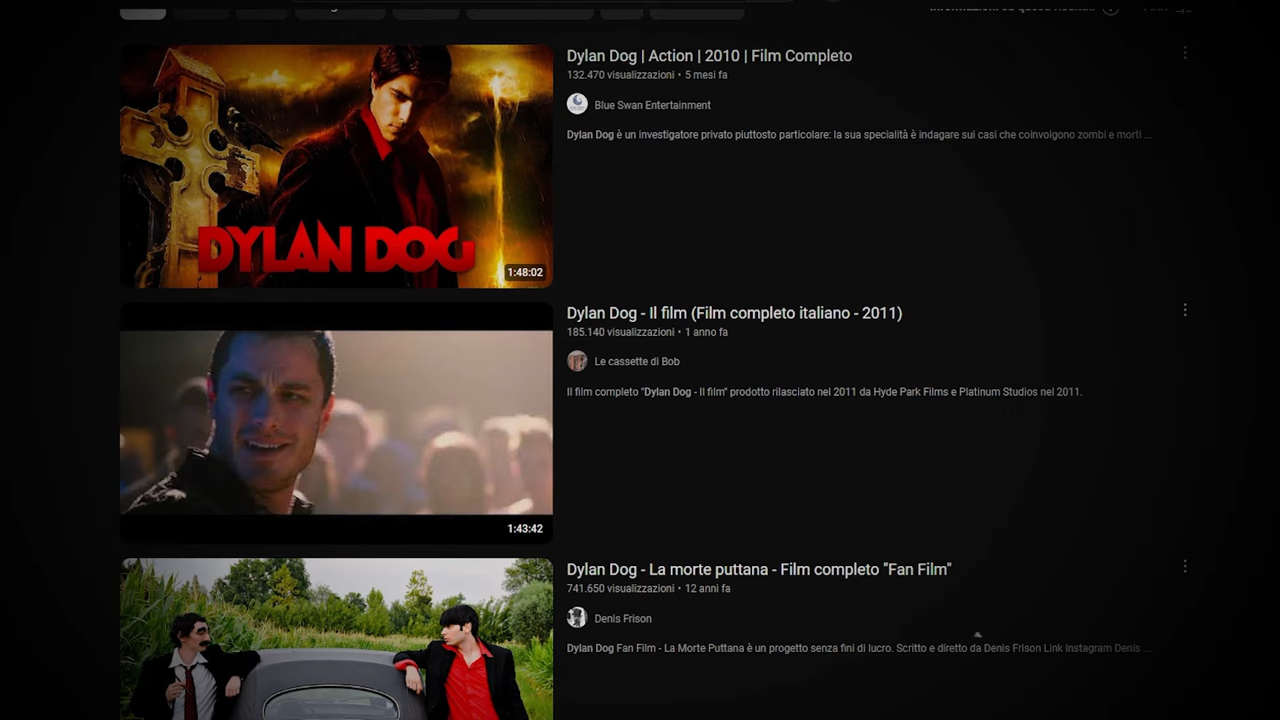 Dylan Dog | Action | 2010 | Film Completo
132.470 visualizzazioni • 5 mesi fa
Blue Swan Entertainment
Dylan Dog è un investigatore privato piuttosto particolare: la sua specialità è indagare sui casi che coinvolgono zombi e morti ...
DYLAN DOG
1:48:02
Dylan Dog - Il film (Film completo italiano - 2011)
185.140 visualizzazioni • 1 anno fa
Le cassette di Bob
Il film completo "Dylan Dog - Il film" prodotto rilasciato nel 2011 da Hyde Park Films e Platinum Studios nel 2011.
1:43:42
Dylan Dog - La morte puttana - Film completo "Fan Film"
741.650 visualizzazioni • 12 anni fa
Denis Frison
Dylan Dog Fan Film - La Morte Puttana è un progetto senza fini di lucro. Scritto e diretto da Denis Frison Link instagram Denis ...